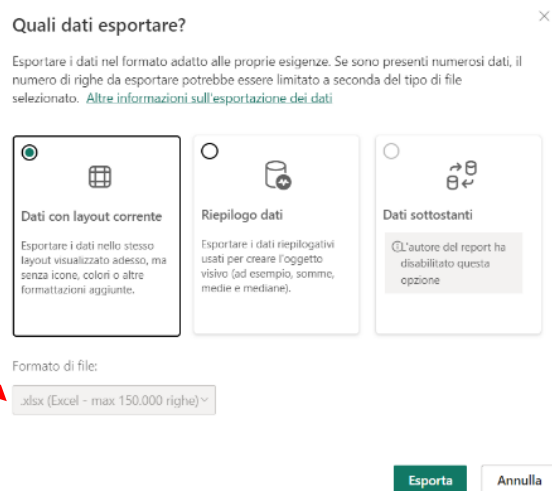 Quali dati esportare?
Esportare i dati nel formato adatto alle proprie esigenze. Se sono presenti numerosi dati, il
numero di righe da esportare potrebbe essere limitato a seconda del tipo di file
selezionato. Altre informazioni sull'esportazione dei dati
Dati con layout corrente
Esportare i dati nello stesso
layout visualizzato adesso, ma
senza icone, colori o altre
formattazioni aggiunte.
Riepilogo dati
Esportare i dati riepilogativi
usati per creare l'oggetto
visivo (ad esempio, somme,
medie e mediane).
Dati sottostanti
L'autore del report ha
disabilitato questa
opzione
Formato di file:
.xlsx (Excel - max 150.000 righe)
Esporta
Annulla